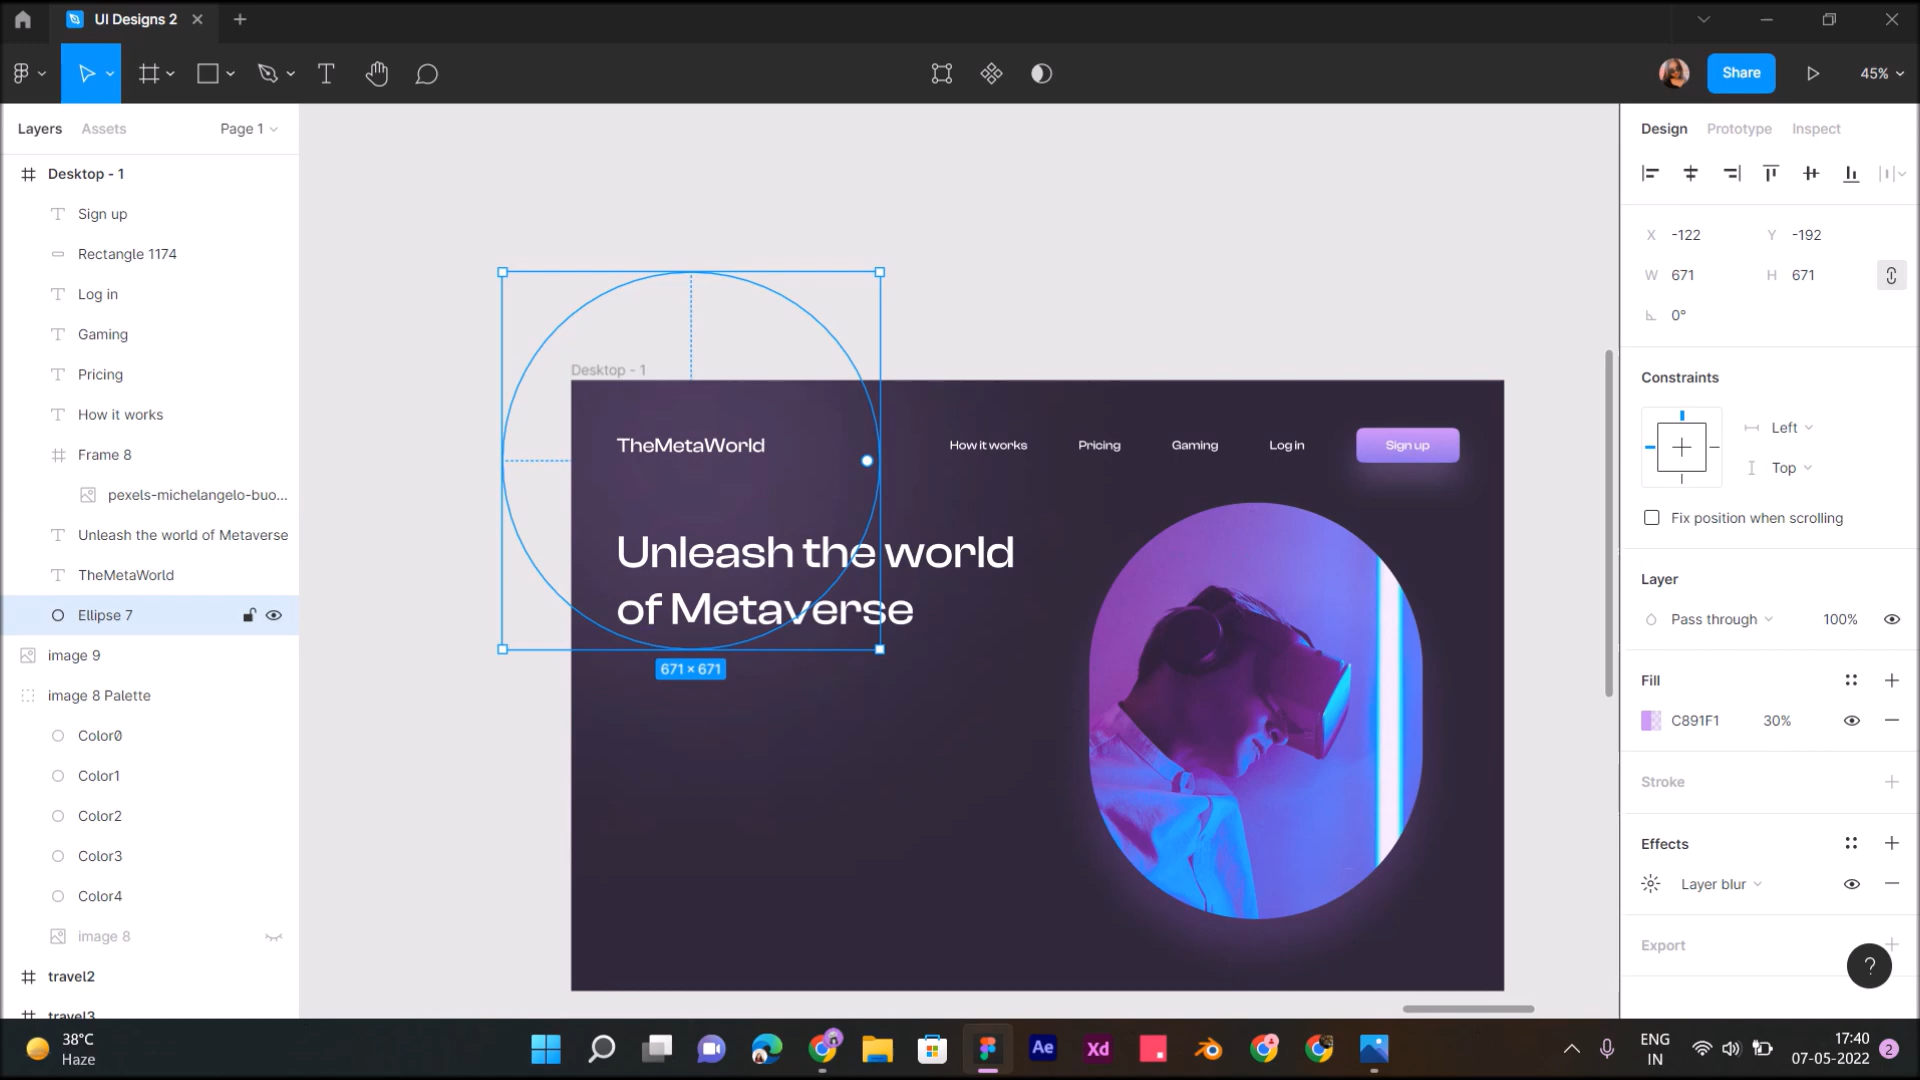 UI Designs 2
Share
45%
Layers
Assets
Page 1
Desktop - 1
Sign up
Rectangle 1174
Log in
Gaming
Pricing
How it works
Frame 8
pexels-michelangelo-buo...
Unleash the world of Metaverse
TheMetaWorld
Ellipse 7
image 9
image 8 Palette
Color0
Color1
Color2
Color3
Color4
image 8
travel2
travel3
Desktop - 1
TheMetaWorld
How it works
Pricing
Gaming
Log in
Sign up
Unleash the world
of Metaverse
671 × 671
Design
Prototype
Inspect
X -122
Y -192
W 671
H 671
0°
Constraints
Left
Top
Fix position when scrolling
Layer
Pass through
100%
Fill
C891F1
30%
Stroke
Effects
Layer blur
Export
?
38°C
Haze
Ae
Xd
ENG
IN
17:40
07-05-2022
2